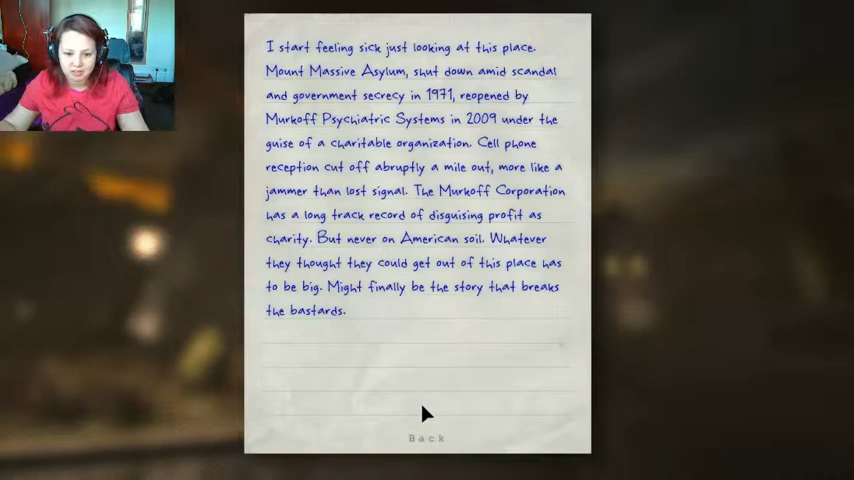 I start feeling sick just looking at this place.
Mount Massive Asylum, shut down amid scandal
and government secrecy in 1971, reopened by
Murkoff Psychiatric Systems in 2009 under the
guise of a charitable organization. Cell phone
reception cut off abruptly a mile out, more like a
jammer than lost signal. The Murkoff Corporation
has a long track record of disguising profit as
charity. But never on American soil. Whatever
they thought they could get out of this place has
to be big. Might finally be the story that breaks
the bastards.
Back